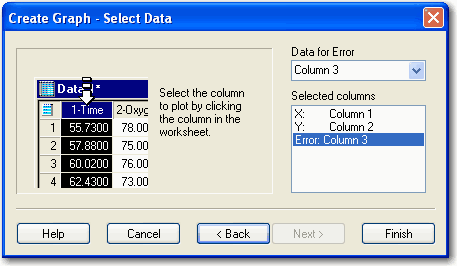 Create Graph - Select Data
Data for Error
Column 3
Selected columns
X: Column 1
Y: Column 2
Error: Column 3
1-Time 2-Oxyg
1 55.7300 78.00
2 57.8800 75.00
3 60.0200 76.00
4 62.4300 73.00
Select the column
to plot by clicking
the column in the
worksheet.
Help
Cancel
< Back
Next >
Finish